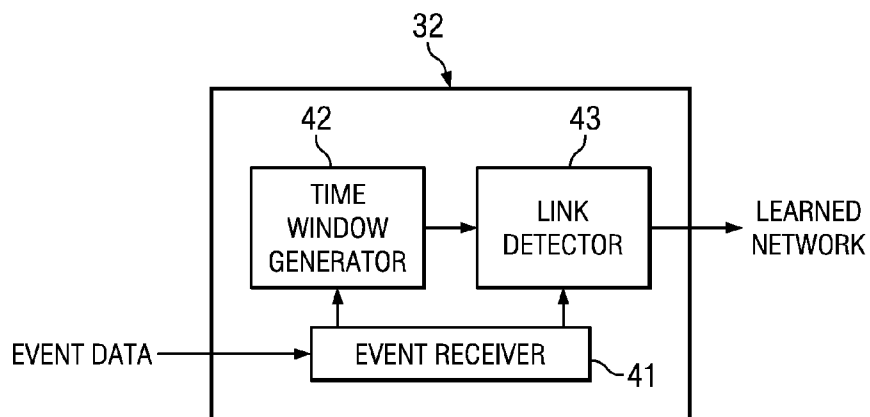 32
42
43
TIME
WINDOW
GENERATOR
LINK
DETECTOR
LEARNED
NETWORK
EVENT DATA
EVENT RECEIVER
41